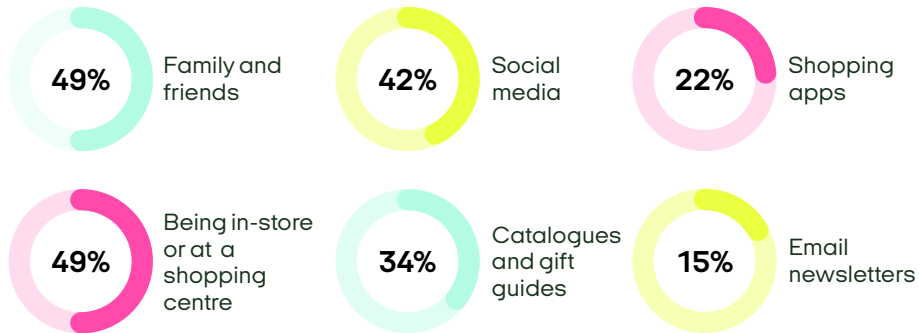 49%
Family and
friends
42%
Social
media
22%
Shopping
apps
49%
Being in-store
or at a
shopping
centre
34%
Catalogues
and gift
guides
15%
Email
newsletters